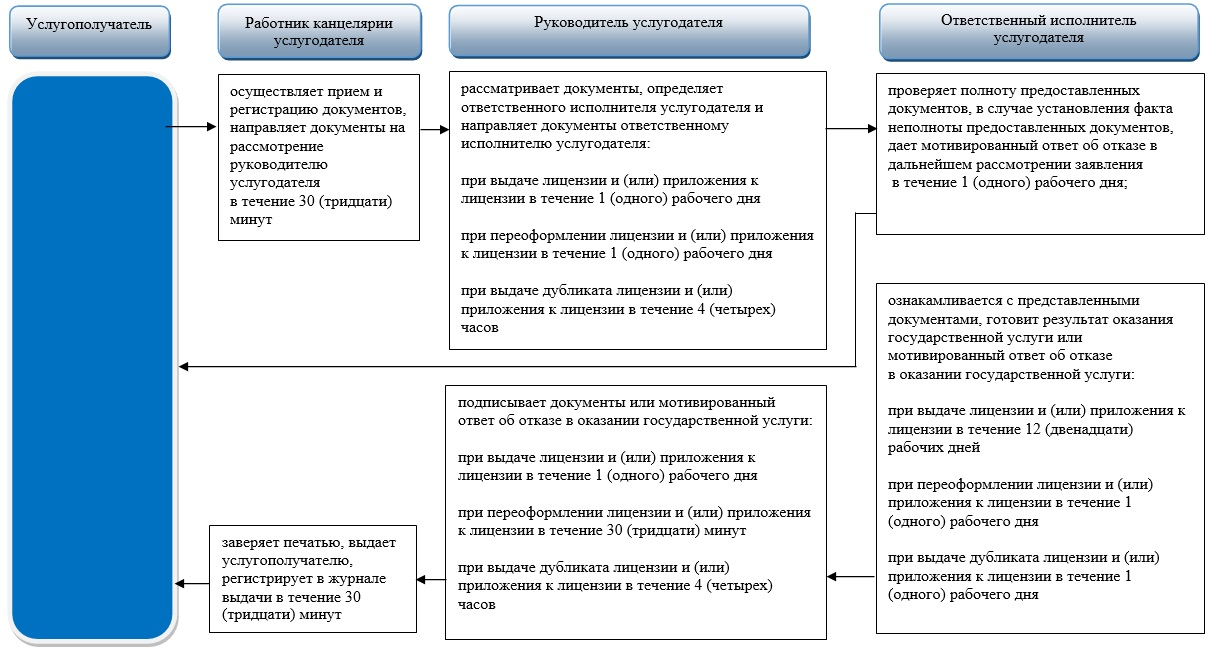 Услугополучатель
Работник канцелярии
услугодателя
Руководитель услугодателя
Ответственный исполнитель
услугодателя
осуществляет прием и
регистрацию документов,
направляет документы на
рассмотрение
руководителю
услугодателя
в течение 30 (тридцати)
минут
рассматривает документы, определяет
ответственного исполнителя услугодателя и
направляет документы ответственному
исполнителю услугодателя:
при выдаче лицензии и (или) приложения к
лицензии в течение 1 (одного) рабочего дня
при переоформлении лицензии и (или) приложения
к лицензии в течение 1 (одного) рабочего дня
при выдаче дубликата лицензии и (или)
приложения к лицензии в течение 4 (четырех)
часов
проверяет полноту предоставленных
документов, в случае установления факта
неполноты предоставленных документов,
дает мотивированный ответ об отказе в
дальнейшем рассмотрении заявления
в течение 1 (одного) рабочего дня;
ознакамливается с представленными
документами, готовит результат оказания
государственной услуги или
мотивированный ответ об отказе
в оказании государственной услуги:
при выдаче лицензии и (или) приложения к
лицензии в течение 12 (двенадцати)
рабочих дней
при переоформлении лицензии и (или)
приложения к лицензии в течение 1
(одного) рабочего дня
при выдаче дубликата лицензии и (или)
приложения к лицензии в течение 1
(одного) рабочего дня
подписывает документы или мотивированный
ответ об отказе в оказании государственной услуги:
при выдаче лицензии и (или) приложения к
лицензии в течение 1 (одного) рабочего дня
при переоформлении лицензии и (или) приложения
к лицензии в течение 30 (тридцати) минут
при выдаче дубликата лицензии и (или)
приложения к лицензии в течение 4 (четырех)
часов
заверяет печатью, выдает
услугополучателю,
регистрирует в журнале
выдачи в течение 30
(тридцати) минут